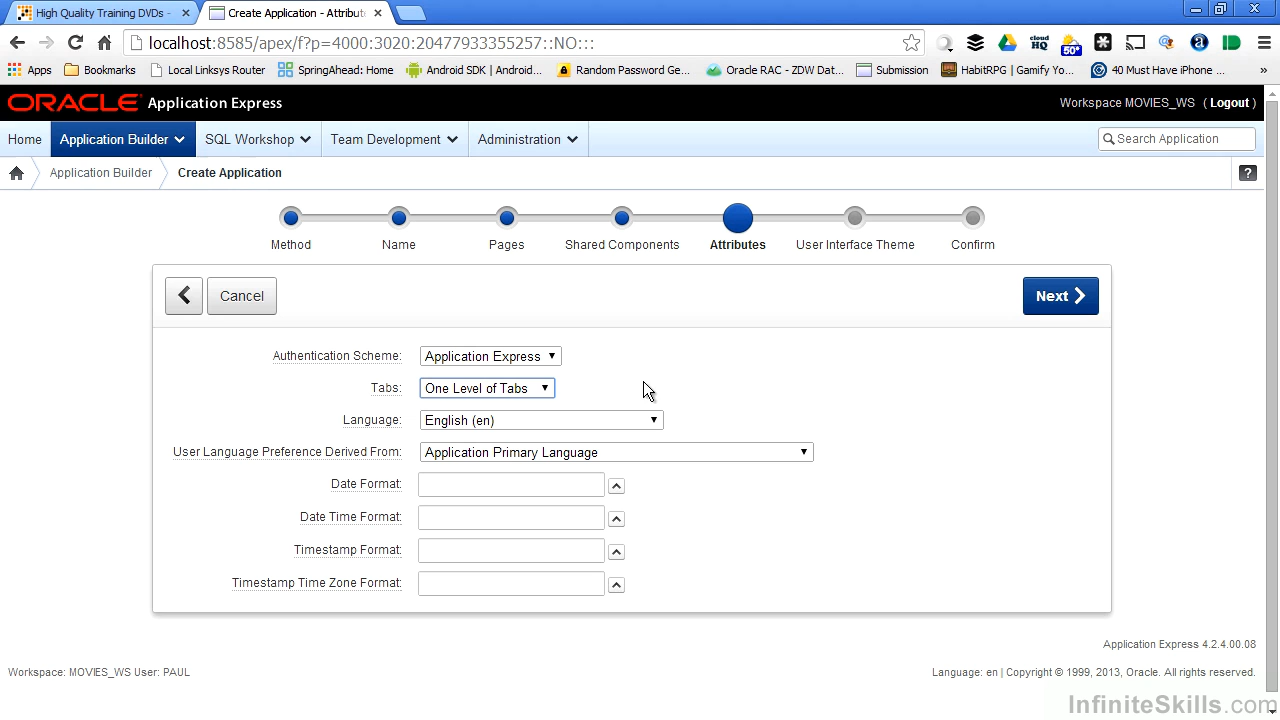 High Quality Training DVDs -
Create Application - Attribut
localhost:8585/apex/f?p=4000:3020:20477933355257::NO:::
50°
cloud HQ
Apps Bookmarks Local Linksys Router SpringAhead: Home Android SDK | Android... Random Password Ge... Oracle RAC - ZDW Dat... Submission HabitRPG | Gamify Yo... 40 Must Have iPhone ... »
ORACLE Application Express
Workspace MOVIES_WS ( Logout )
Home Application Builder SQL Workshop Team Development Administration
Search Application
Application Builder Create Application
?
Method Name Pages Shared Components Attributes User Interface Theme Confirm
Cancel
Next
Authentication Scheme: Application Express
Tabs: One Level of Tabs
Language: English (en)
User Language Preference Derived From: Application Primary Language
Date Format:
Date Time Format:
Timestamp Format:
Timestamp Time Zone Format:
Application Express 4.2.4.00.08
Workspace: MOVIES_WS User: PAUL
Language: en | Copyright © 1999, 2013, Oracle. All rights reserved.
InfiniteSkills.com